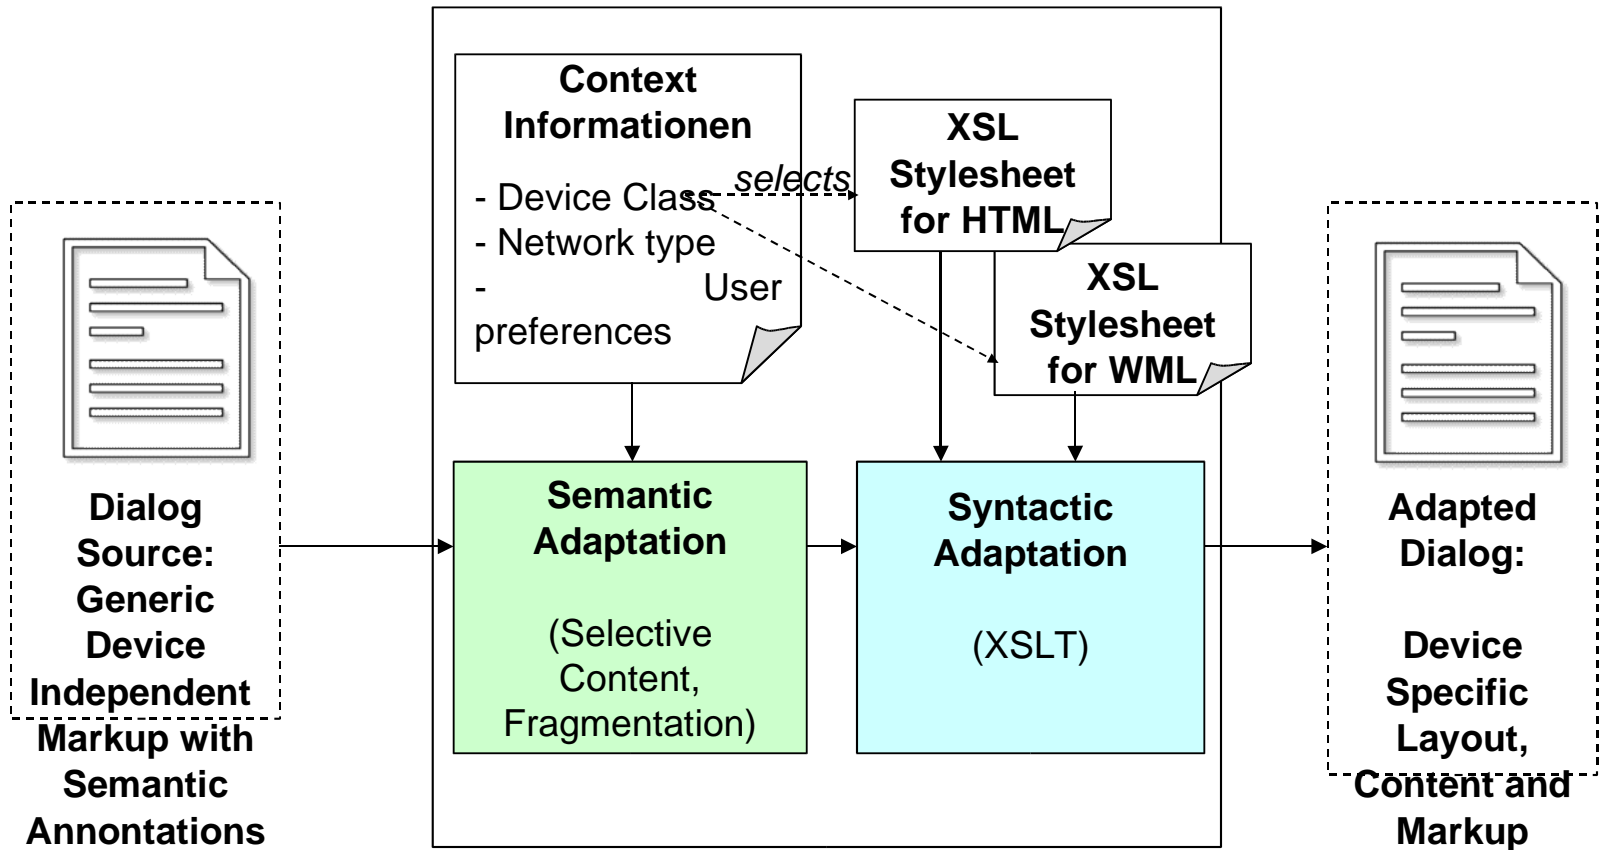 Context
Informationen
- Device Class
- Network type
- User
preferences
selects
XSL
Stylesheet
for HTML
XSL
Stylesheet
for WML
Dialog
Source:
Generic
Device
Independent
Markup with
Semantic
Annontations
Semantic
Adaptation
(Selective
Content,
Fragmentation)
Syntactic
Adaptation
(XSLT)
Adapted
Dialog:
Device
Specific
Layout,
Content and
Markup